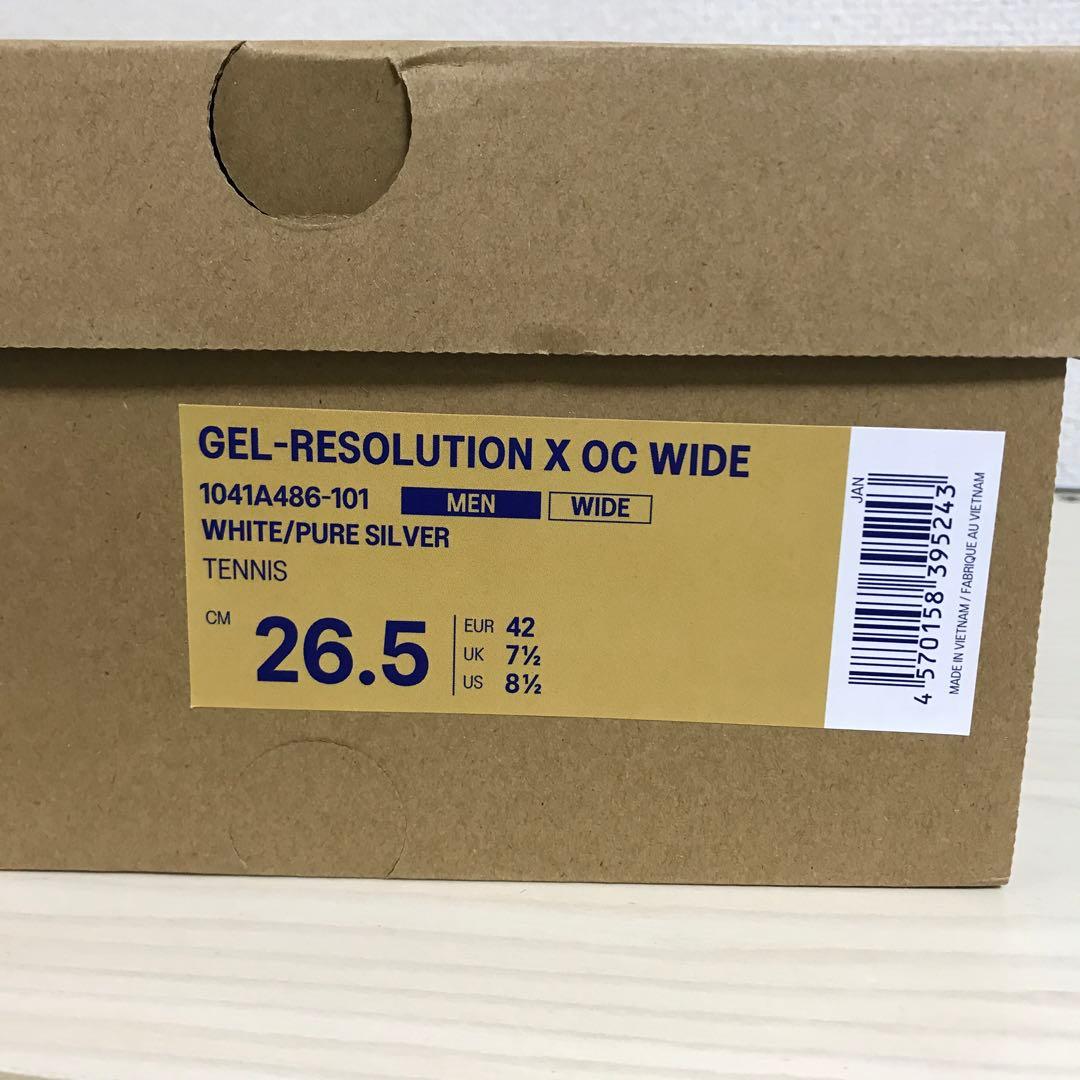 GEL-RESOLUTION X OC WIDE
1041A486-101 MEN WIDE
WHITE/PURE SILVER
TENNIS
CM 26.5
EUR 42
UK 7½
US 8½
JAN
4 570158 395243
MADE IN VIETNAM / FABRIQUE AU VIETNAM